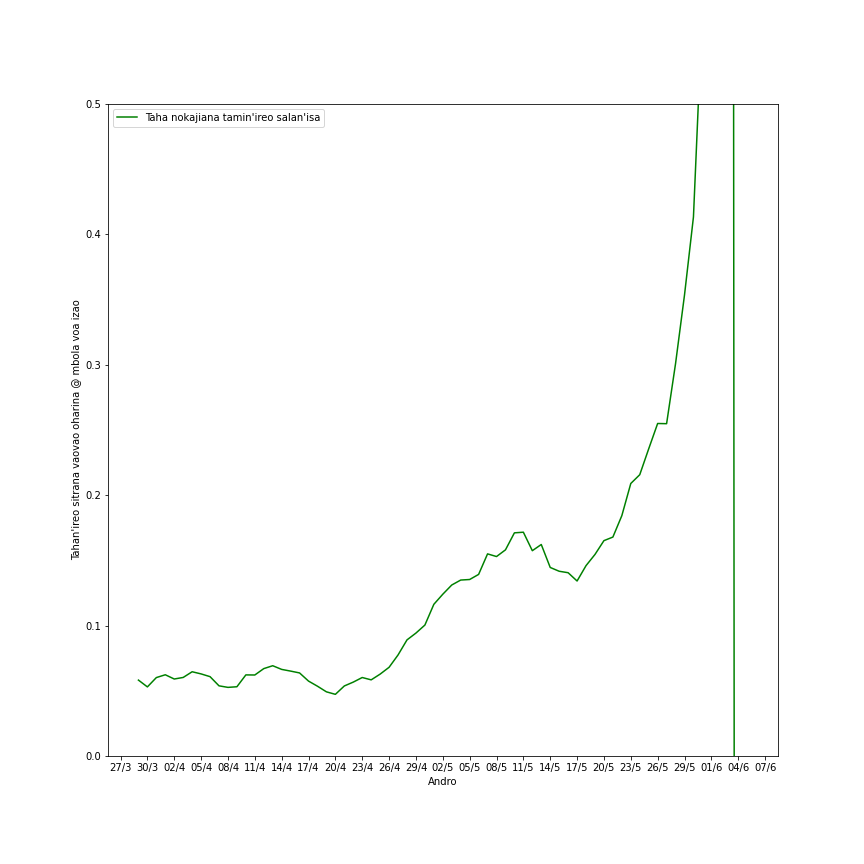 0.5
Taha nokajiana tamin'ireo salan'isa
0.4
0.3
0.2
0.1
0.0
Tahan'ireo sitrana vaovao oharina @ mbola voa izao
27/3 30/3 02/4 05/4 08/4 11/4 14/4 17/4 20/4 23/4 26/4 29/4 02/5 05/5 08/5 11/5 14/5 17/5 20/5 23/5 26/5 29/5 01/6 04/6 07/6
Andro